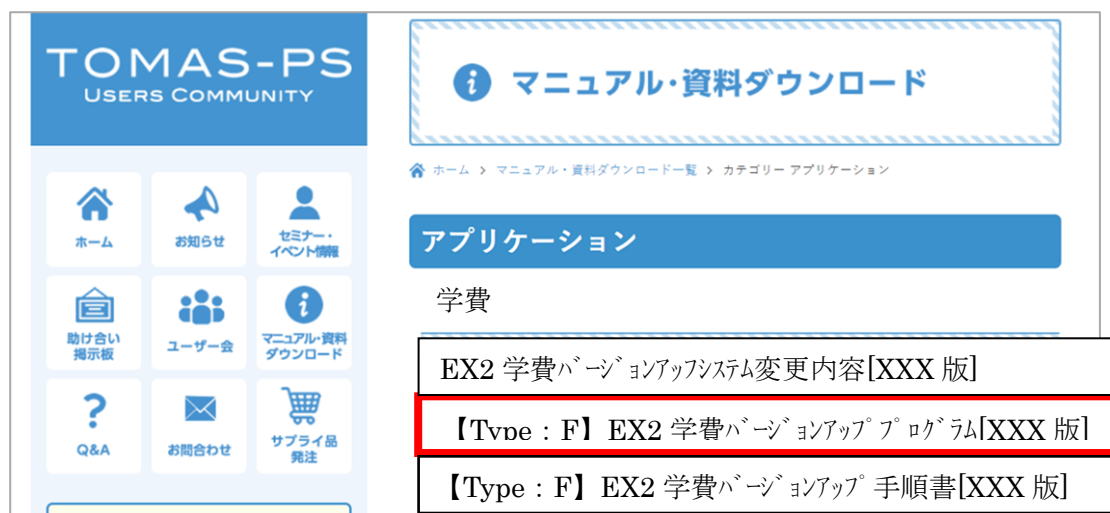 TOMAS-PS
USERS COMMUNITY
ホーム
お知らせ
セミナー・
イベント情報
助け合い
掲示板
ユーザー会
マニュアル・資料
ダウンロード
Q&A
お問合わせ
サプライ品
発注
マニュアル・資料ダウンロード
ホーム > マニュアル・資料ダウンロード一覧 > カテゴリー アプリケーション
アプリケーション
学費
EX2 学費ﾊﾞｰｼﾞｮﾝｱｯﾌﾟｼｽﾃﾑ変更内容[XXX 版]
【Type：F】EX2 学費ﾊﾞｰｼﾞｮﾝｱｯﾌﾟﾌﾟﾛｸﾞﾗﾑ[XXX 版]
【Type：F】EX2 学費ﾊﾞｰｼﾞｮﾝｱｯﾌﾟ手順書[XXX 版]